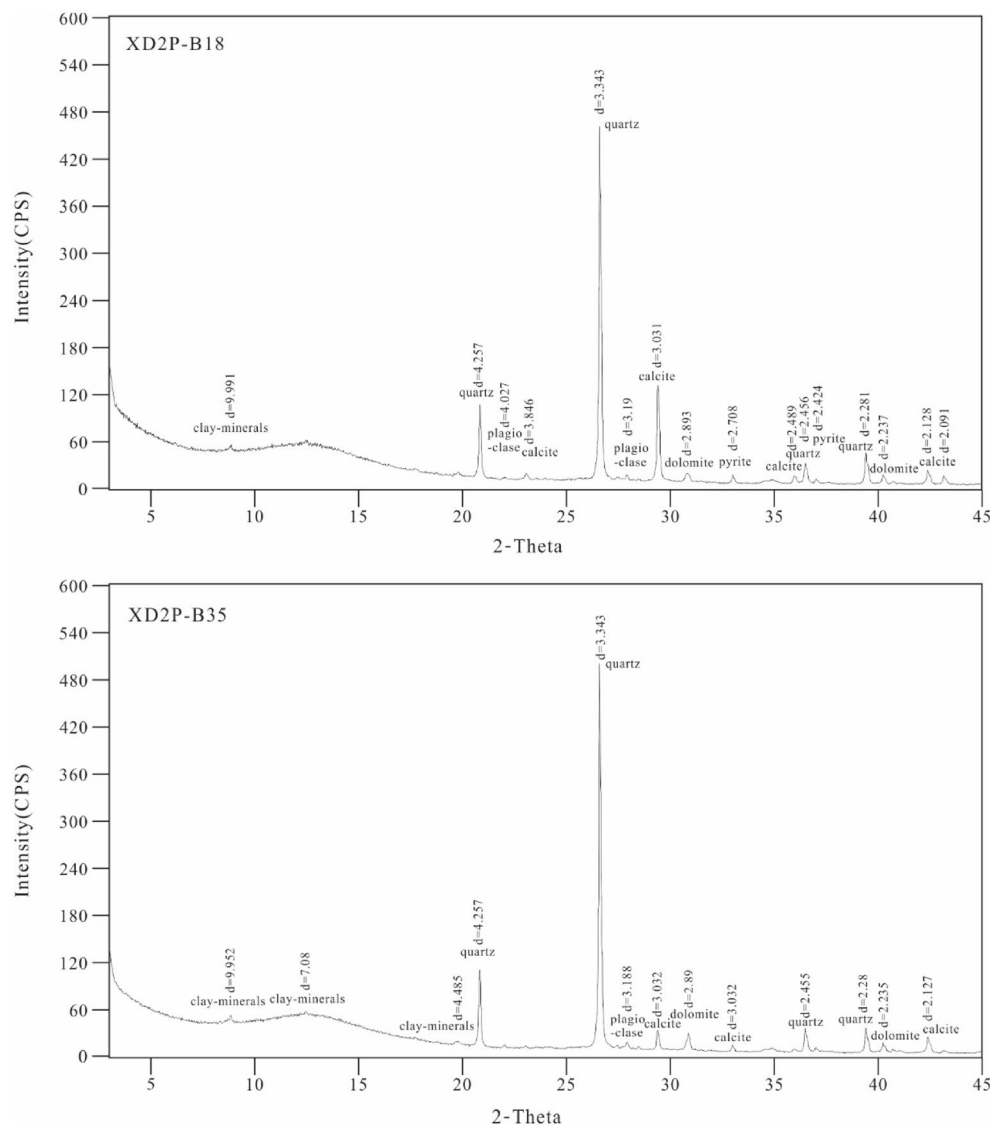 XD2P-B18
Intensity(CPS)
600
540
480
420
360
300
240
180
120
60
0
d=9.991
clay-minerals
d=4.257
quartz
d=4.027
plagio
-clase
d=3.846
calcite
d=3.343
quartz
d=3.19
plagio
-clase
d=3.031
calcite
d=2.893
dolomite
d=2.708
pyrite
d=2.489
calcite
d=2.456
quartz
d=2.424
pyrite
d=2.281
quartz
d=2.237
dolomite
d=2.128
calcite
d=2.091
5 10 15 20 25 30 35 40 45
2-Theta
XD2P-B35
Intensity(CPS)
600
540
480
420
360
300
240
180
120
60
0
d=9.952
clay-minerals
d=7.08
clay-minerals
d=4.485
clay-minerals
d=4.257
quartz
d=3.343
quartz
d=3.188
plagio
-clase
d=3.032
calcite
d=2.89
dolomite
d=3.032
calcite
d=2.455
quartz
d=2.28
quartz
d=2.235
dolomite
d=2.127
calcite
5 10 15 20 25 30 35 40 45
2-Theta